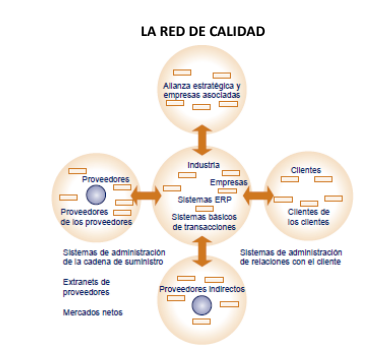 LA RED DE CALIDAD
Alianza estratégica y
empresas asociadas
Industria
Empresas
Sistemas ERP
Sistemas básicos
de transacciones
Proveedores
Proveedores
de los proveedores
Clientes
Clientes de
los clientes
Sistemas de administración
de la cadena de suministro
Extranets de
proveedores
Mercados netos
Sistemas de administración
de relaciones con el cliente
Proveedores indirectos